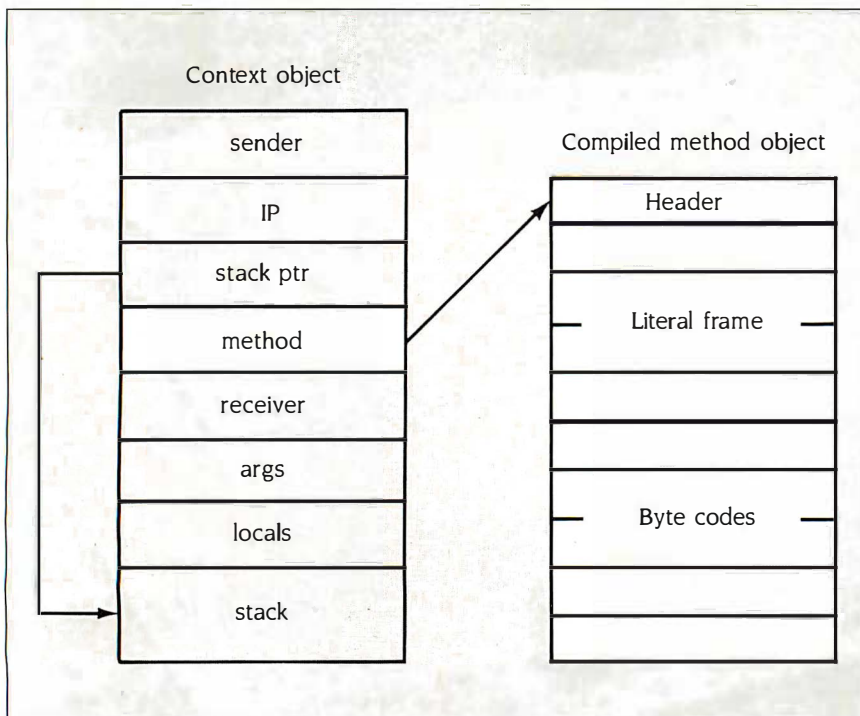 Context object
sender
IP
stack ptr
method
receiver
args
locals
stack
Compiled method object
Header
Literal frame
Byte codes